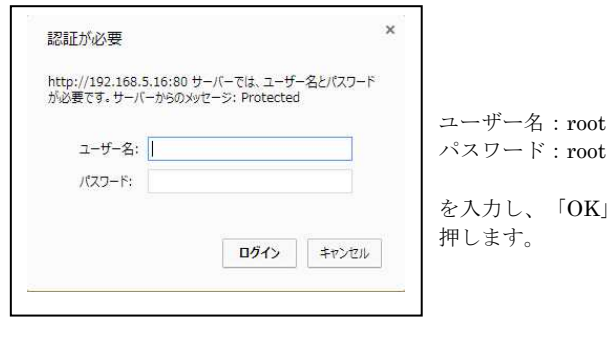 認証が必要
×
http://192.168.5.16:80 サーバーでは、ユーザー名とパスワード
が必要です。サーバーからのメッセージ: Protected
ユーザー名:
パスワード:
ログイン
キャンセル
ユーザー名：root
パスワード：root
を入力し、「OK」
押します。